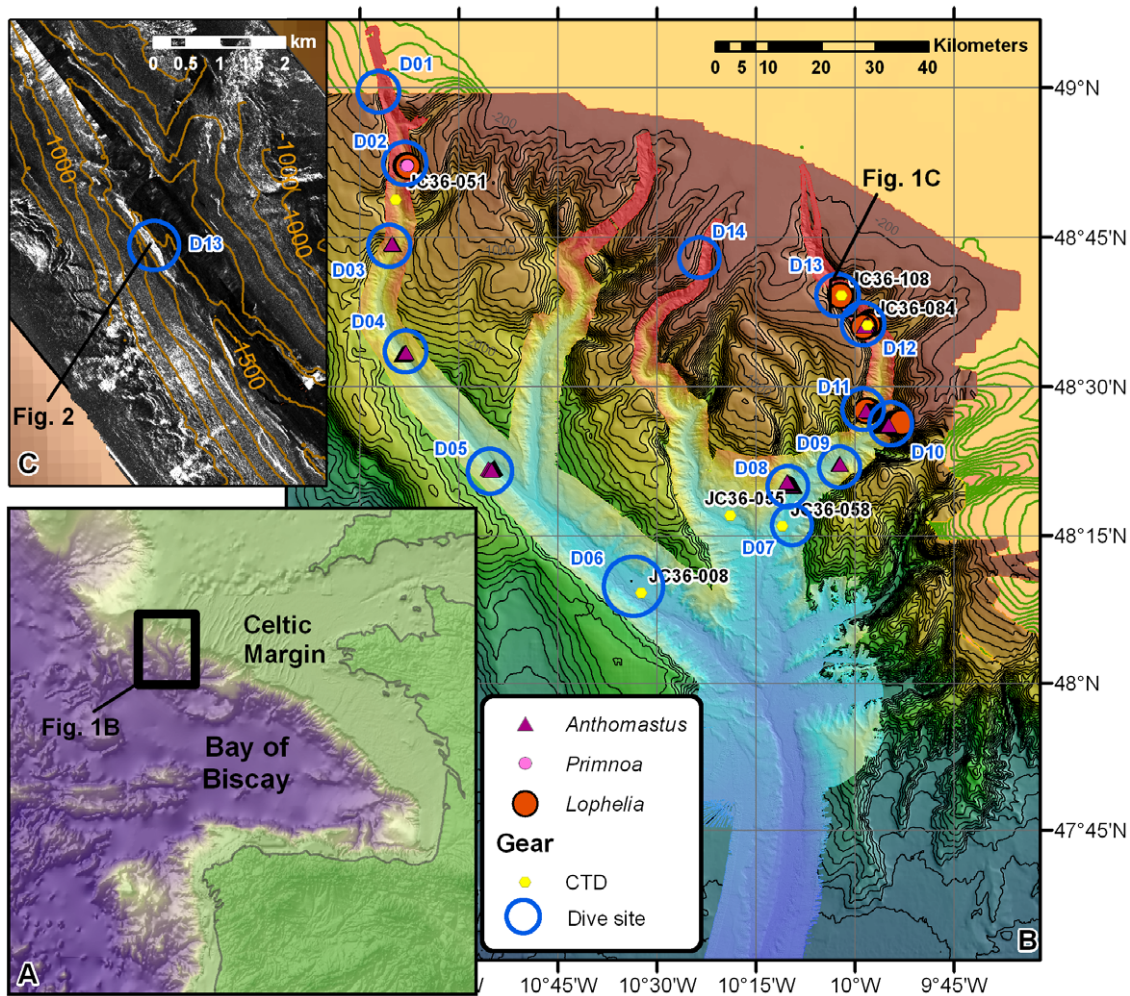 km
0 0.5 1 1.5 2
-1000
-1000
-1000
D13
-1500
Fig. 2
C
Kilometers
0 5 10 20 30 40
D01
D02
JC36-051
D03
D04
D05
D06
JC36-008
D14
Fig. 1C
-200
-200
D13
JC36-108
JC36-084
D12
D11
D10
D09
D08
JC36-055
JC36-058
D07
49°N
48°45'N
48°30'N
48°15'N
48°N
47°45'N
10°45'W 10°30'W 10°15'W 10°W 9°45'W
B
Celtic
Margin
Fig. 1B
Bay of
Biscay
A
Anthomastus
Primnoa
Lophelia
Gear
CTD
Dive site